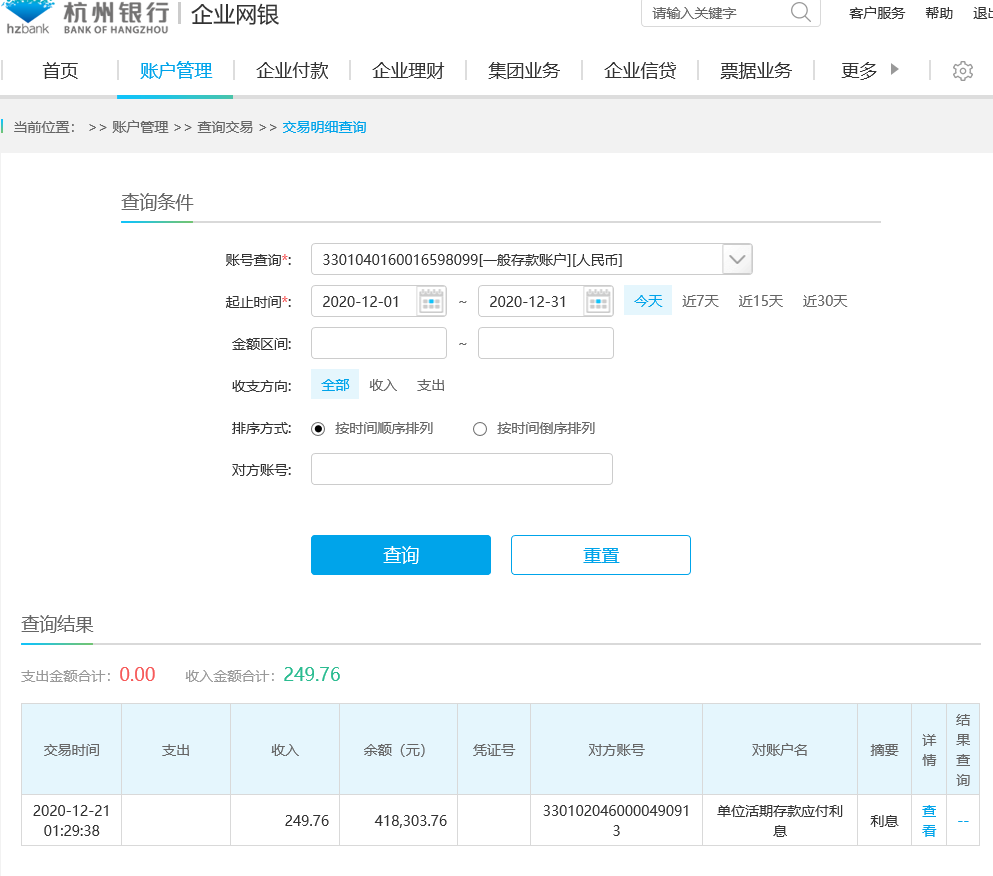 杭州银行 企业网银
hzbank BANK OF HANGZHOU
请输入关键字 客户服务 帮助 退出
首页 账户管理 企业付款 企业理财 集团业务 企业信贷 票据业务 更多
当前位置： >> 账户管理 >> 查询交易 >> 交易明细查询
查询条件
账号查询*: 3301040160016598099[一般存款账户][人民币]
起止时间*: 2020-12-01 ~ 2020-12-31 今天 近7天 近15天 近30天
金额区间: ~
收支方向: 全部 收入 支出
排序方式: 按时间顺序排列 按时间倒序排列
对方账号:
查询 重置
查询结果
支出金额合计：0.00 收入金额合计：249.76
交易时间 支出 收入 余额（元） 凭证号 对方账号 对账户名 摘要 详情 结果查询
2020-12-21 01:29:38 249.76 418,303.76 3301020460000490913 单位活期存款应付利息 利息 查看 --